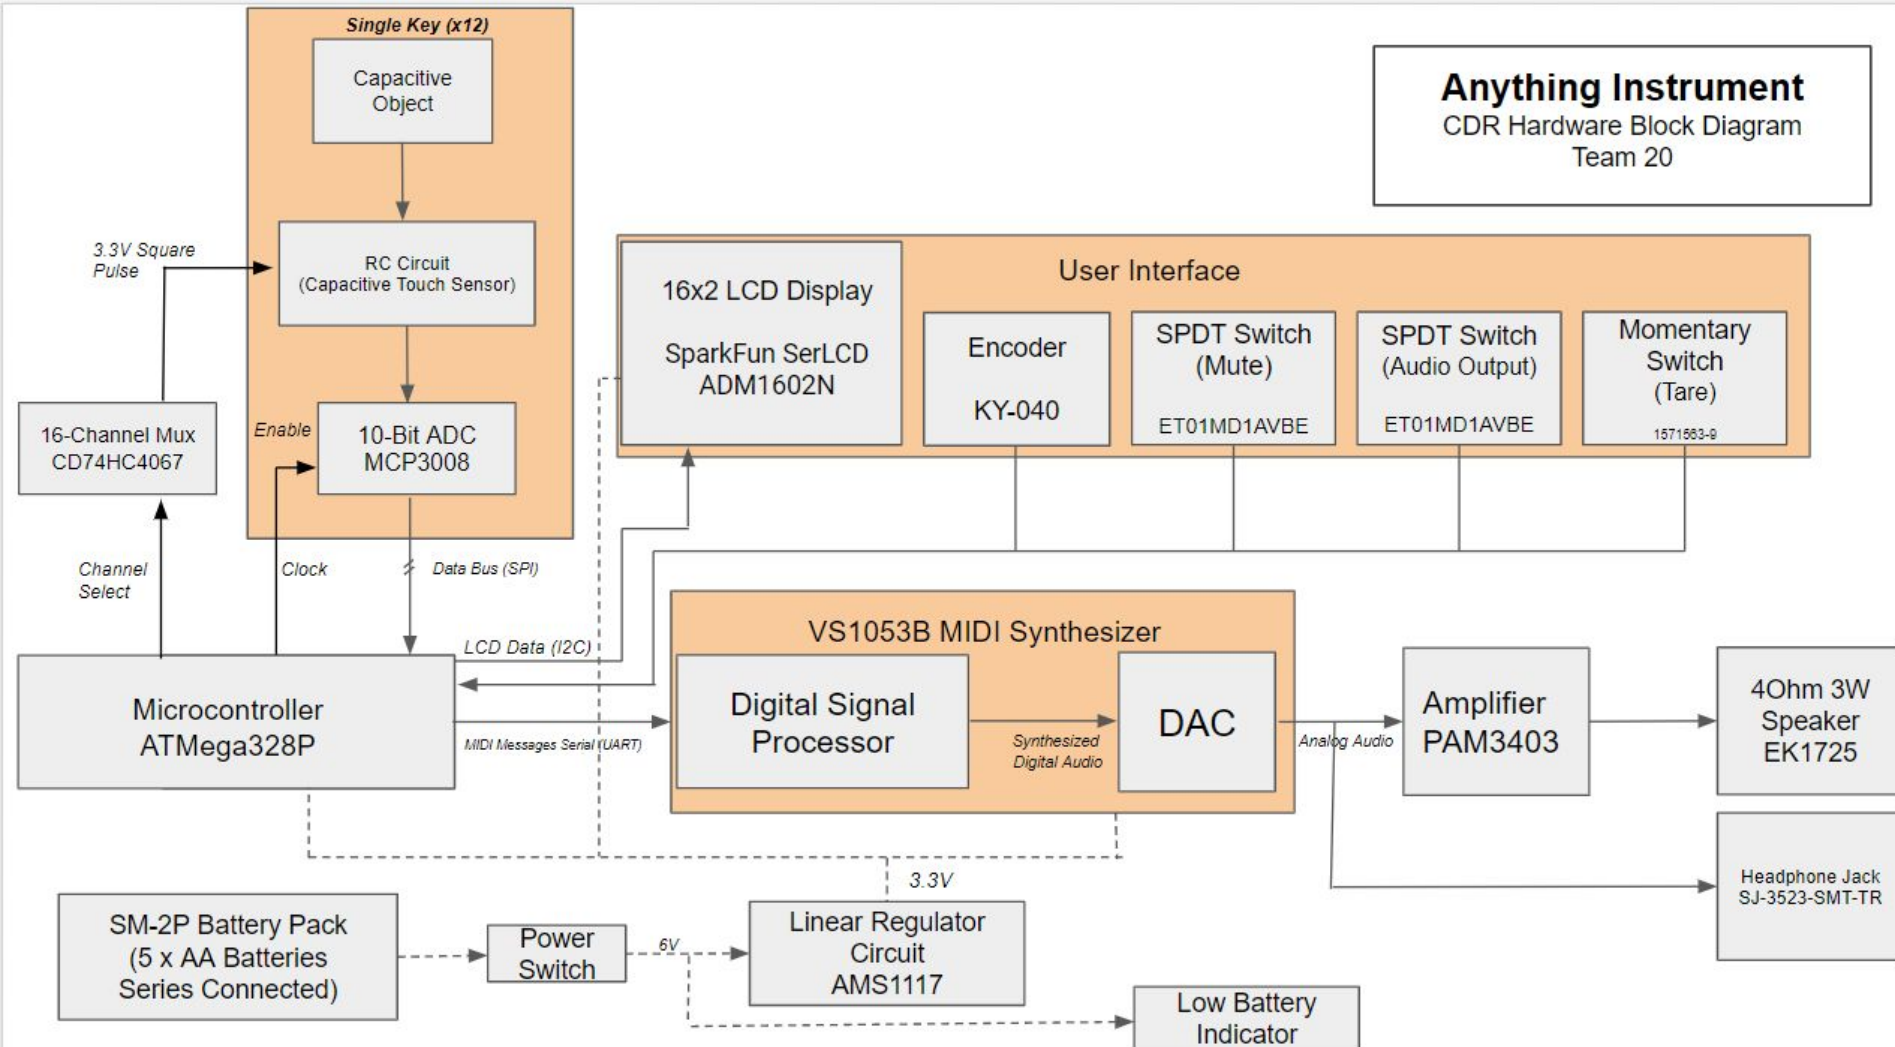 Single Key (x12)
Capacitive
Object
Anything Instrument
CDR Hardware Block Diagram
Team 20
3.3V Square
Pulse
RC Circuit
(Capacitive Touch Sensor)
16-Channel Mux
CD74HC4067
Enable
10-Bit ADC
MCP3008
Channel
Select
Clock
Data Bus (SPI)
User Interface
16x2 LCD Display
SparkFun SerLCD
ADM1602N
Encoder
KY-040
SPDT Switch
(Mute)
ET01MD1AVBE
SPDT Switch
(Audio Output)
ET01MD1AVBE
Momentary
Switch
(Tare)
1571563-9
LCD Data (I2C)
Microcontroller
ATMega328P
MIDI Messages Serial (UART)
VS1053B MIDI Synthesizer
Digital Signal
Processor
Synthesized
Digital Audio
DAC
Analog Audio
Amplifier
PAM3403
4Ohm 3W
Speaker
EK1725
Headphone Jack
SJ-3523-SMT-TR
3.3V
SM-2P Battery Pack
(5 x AA Batteries
Series Connected)
Power
Switch
6V
Linear Regulator
Circuit
AMS1117
Low Battery
Indicator